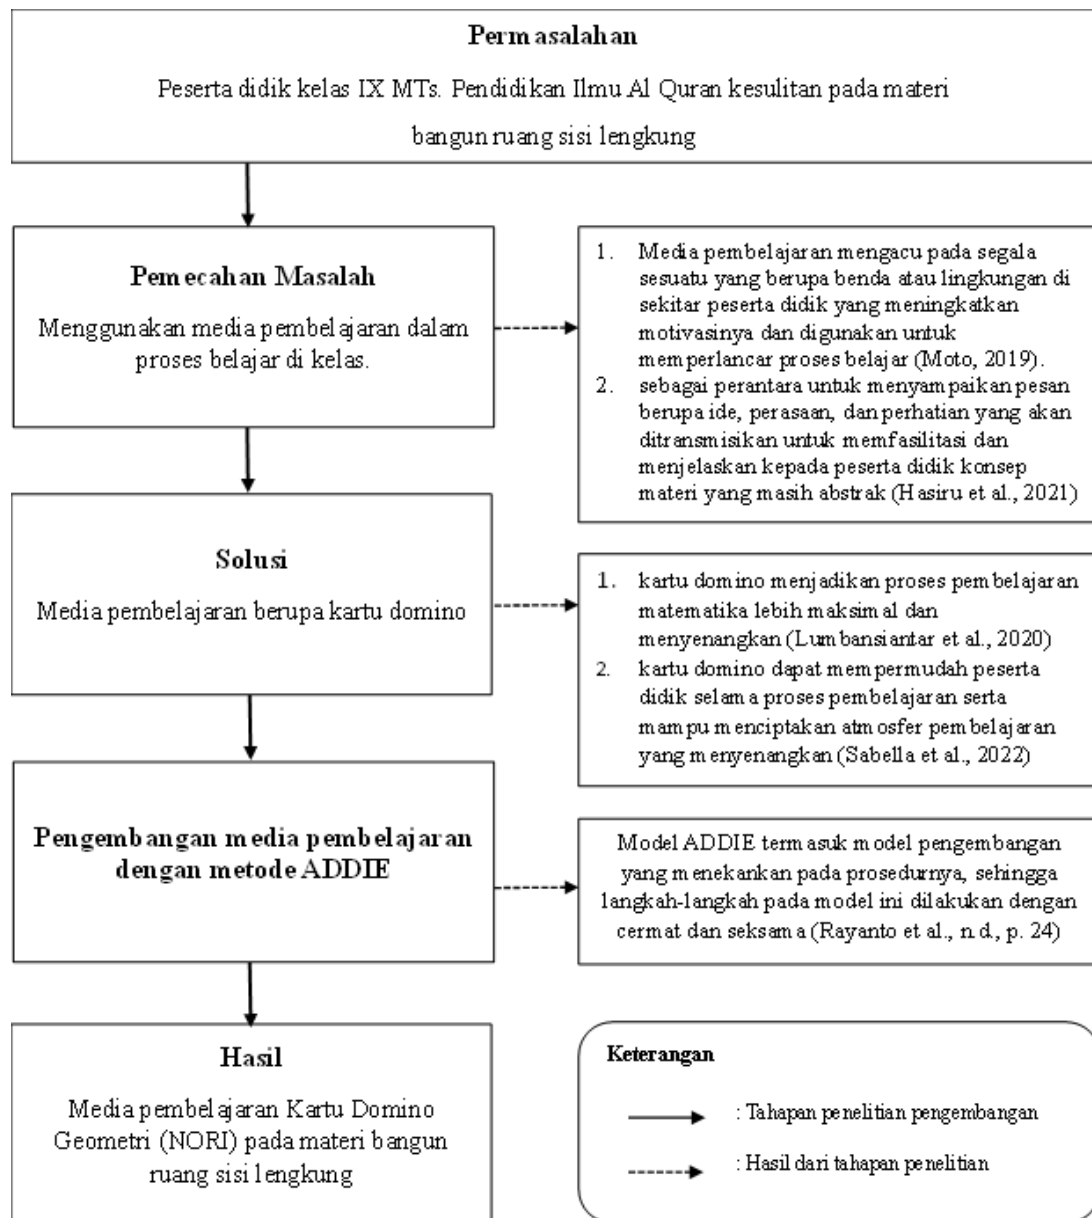 Permasalahan
Peserta didik kelas IX MTs. Pendidikan Ilmu Al Quran kesulitan pada materi
bangun ruang sisi lengkung
Pemecahan Masalah
Menggunakan media pembelajaran dalam
proses belajar di kelas.
1. Media pembelajaran mengacu pada segala
sesuatu yang berupa benda atau lingkungan di
sekitar peserta didik yang meningkatkan
motivasinya dan digunakan untuk
memperlancar proses belajar (Moto, 2019).
2. sebagai perantara untuk menyampaikan pesan
berupa ide, perasaan, dan perhatian yang akan
ditransmisikan untuk memfasilitasi dan
menjelaskan kepada peserta didik konsep
materi yang masih abstrak (Hasiru et al., 2021)
Solusi
Media pembelajaran berupa kartu domino
1. kartu domino menjadikan proses pembelajaran
matematika lebih maksimal dan
menyenangkan (Lumbansiantar et al., 2020)
2. kartu domino dapat mempermudah peserta
didik selama proses pembelajaran serta
mampu menciptakan atmosfer pembelajaran
yang menyenangkan (Sabella et al., 2022)
Pengembangan media pembelajaran
dengan metode ADDIE
Model ADDIE termasuk model pengembangan
yang menekankan pada prosedurnya, sehingga
langkah-langkah pada model ini dilakukan dengan
cermat dan seksama (Rayanto et al., n.d., p. 24)
Hasil
Media pembelajaran Kartu Domino
Geometri (NORI) pada materi bangun
ruang sisi lengkung
Keterangan
: Tahapan penelitian pengembangan
: Hasil dari tahapan penelitian